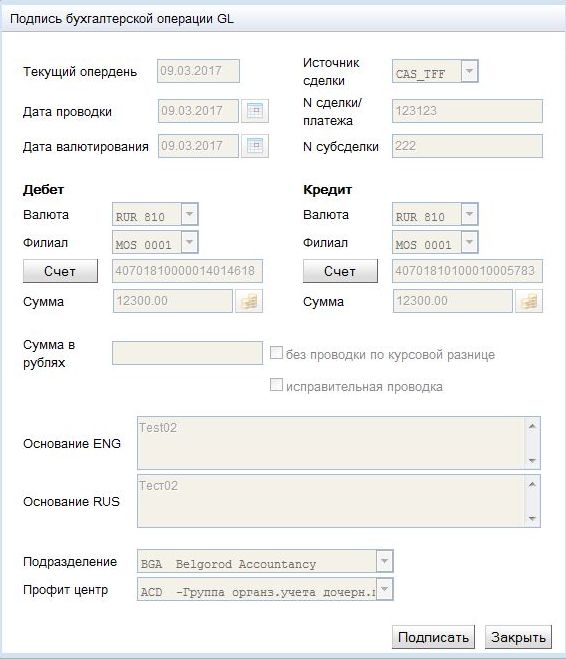 Подпись бухгалтерской операции GL
Текущий опердень 09.03.2017
Источник сделки CAS_TFF
Дата проводки 09.03.2017
N сделки/ платежа 123123
Дата валютирования 09.03.2017
N субсделки 222
Дебет Кредит
Валюта RUR 810 Валюта RUR 810
Филиал MOS 0001 Филиал MOS 0001
Счет 40701810000014014618 Счет 40701810100010005783
Сумма 12300.00 Сумма 12300.00
Сумма в рублях
без проводки по курсовой разнице
исправительная проводка
Основание ENG Test02
Основание RUS Тест02
Подразделение BGA Belgorod Accountancy
Профит центр ACD -Группа органз.учета дочерн.
Подписать Закрыть